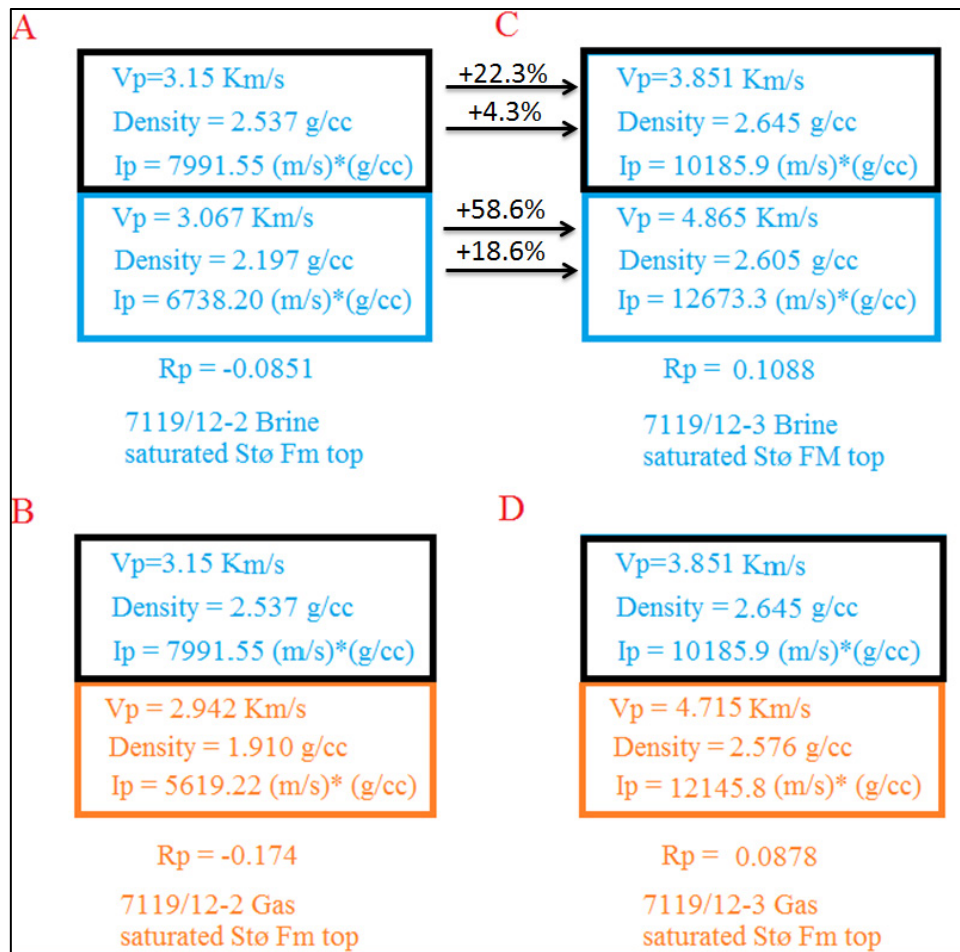 A
Vp=3.15 Km/s
Density = 2.537 g/cc
Ip = 7991.55 (m/s)*(g/cc)
Vp = 3.067 Km/s
Density = 2.197 g/cc
Ip = 6738.20 (m/s)*(g/cc)
Rp = -0.0851
7119/12-2 Brine
saturated Stø Fm top
+22.3%
+4.3%
+58.6%
+18.6%
C
Vp=3.851 Km/s
Density = 2.645 g/cc
Ip = 10185.9 (m/s)*(g/cc)
Vp = 4.865 Km/s
Density = 2.605 g/cc
Ip = 12673.3 (m/s)*(g/cc)
Rp = 0.1088
7119/12-3 Brine
saturated Stø FM top
B
Vp=3.15 Km/s
Density = 2.537 g/cc
Ip = 7991.55 (m/s)*(g/cc)
Vp = 2.942 Km/s
Density = 1.910 g/cc
Ip = 5619.22 (m/s)* (g/cc)
Rp = -0.174
7119/12-2 Gas
saturated Stø Fm top
D
Vp=3.851 Km/s
Density = 2.645 g/cc
Ip = 10185.9 (m/s)*(g/cc)
Vp = 4.715 Km/s
Density = 2.576 g/cc
Ip = 12145.8 (m/s)* (g/cc)
Rp = 0.0878
7119/12-3 Gas
saturated Stø Fm top